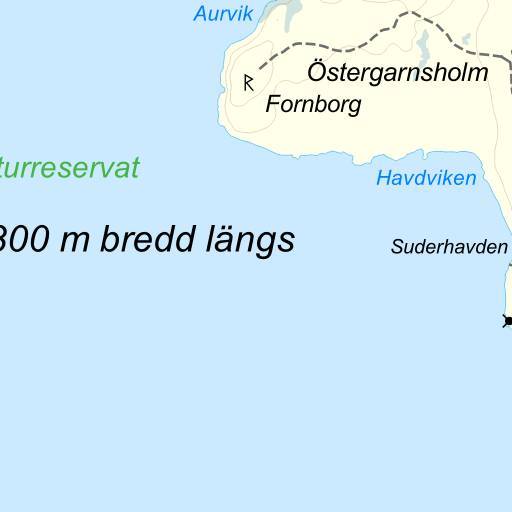 Aurvik
Östergarnsholm
Fornborg
turreservat
Havdviken
300 m bredd längs
Suderhavden